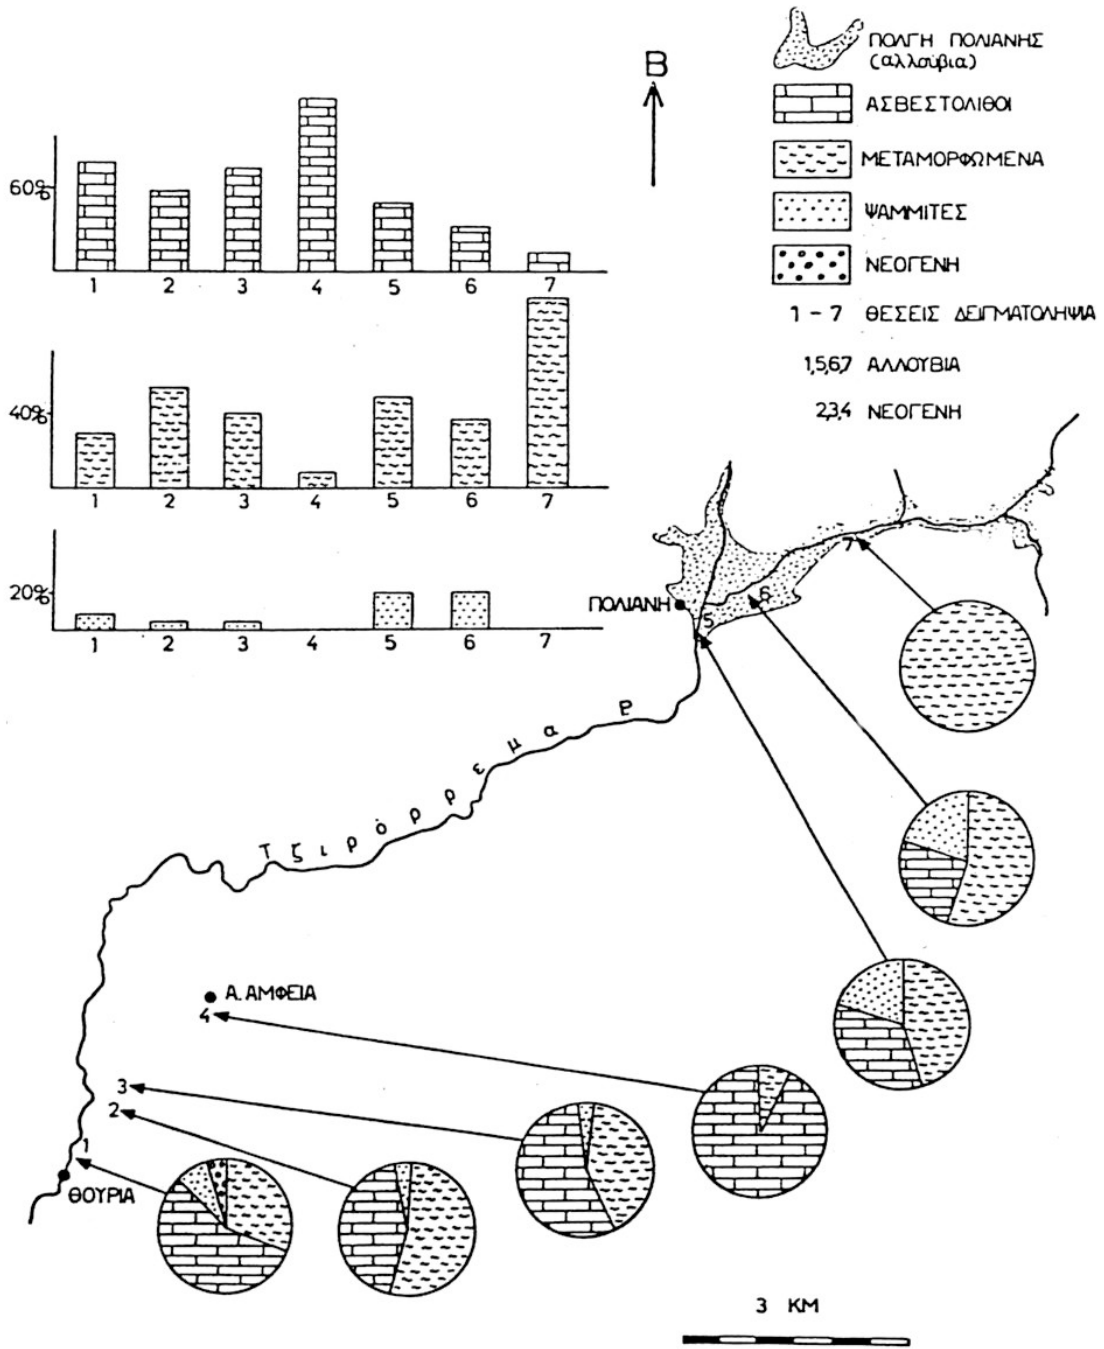 ΠΟΛΓΗ ΠΟΛΙΑΝΗΣ
(αλλούβια)
Β
ΑΣΒΕΣΤΟΛΙΘΟΙ
ΜΕΤΑΜΟΡΦΩΜΕΝΑ
ΨΑΜΜΙΤΕΣ
ΝΕΟΓΕΝΗ
1 - 7 ΘΕΣΕΙΣ ΔΕΙΓΜΑΤΟΛΗΨΙΑ
1,5,6,7 ΑΛΛΟΥΒΙΑ
2,3,4 ΝΕΟΓΕΝΗ
60%
1 2 3 4 5 6 7
40%
1 2 3 4 5 6 7
20%
1 2 3 4 5 6 7
7
6
ΠΟΛΙΑΝΗ
5
Τζιρόρρεμα Ρ
Α. ΑΜΦΕΙΑ
4
3
2
1
ΘΟΥΡΙΑ
3 ΚΜ